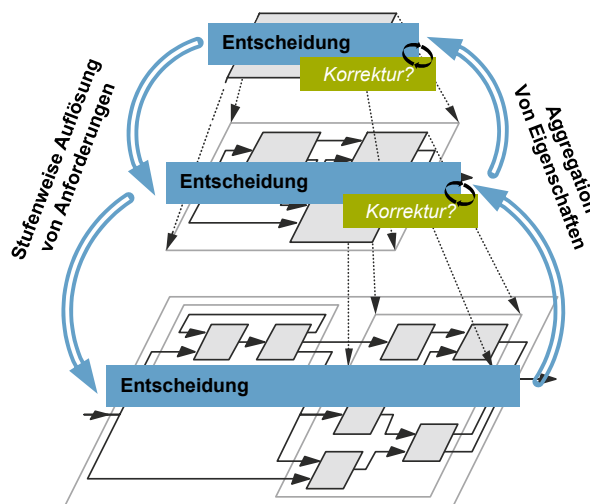 Entscheidung
Korrektur?
Stufenweise Auflösung
von Anforderungen
Aggregation
Von Eigenschaften
Entscheidung
Korrektur?
Entscheidung